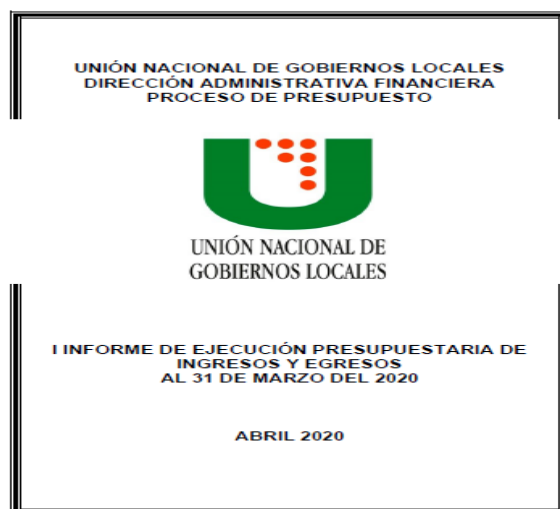 UNIÓN NACIONAL DE GOBIERNOS LOCALES
DIRECCIÓN ADMINISTRATIVA FINANCIERA
PROCESO DE PRESUPUESTO
UNIÓN NACIONAL DE
GOBIERNOS LOCALES
I INFORME DE EJECUCIÓN PRESUPUESTARIA DE
INGRESOS Y EGRESOS
AL 31 DE MARZO DEL 2020
ABRIL 2020